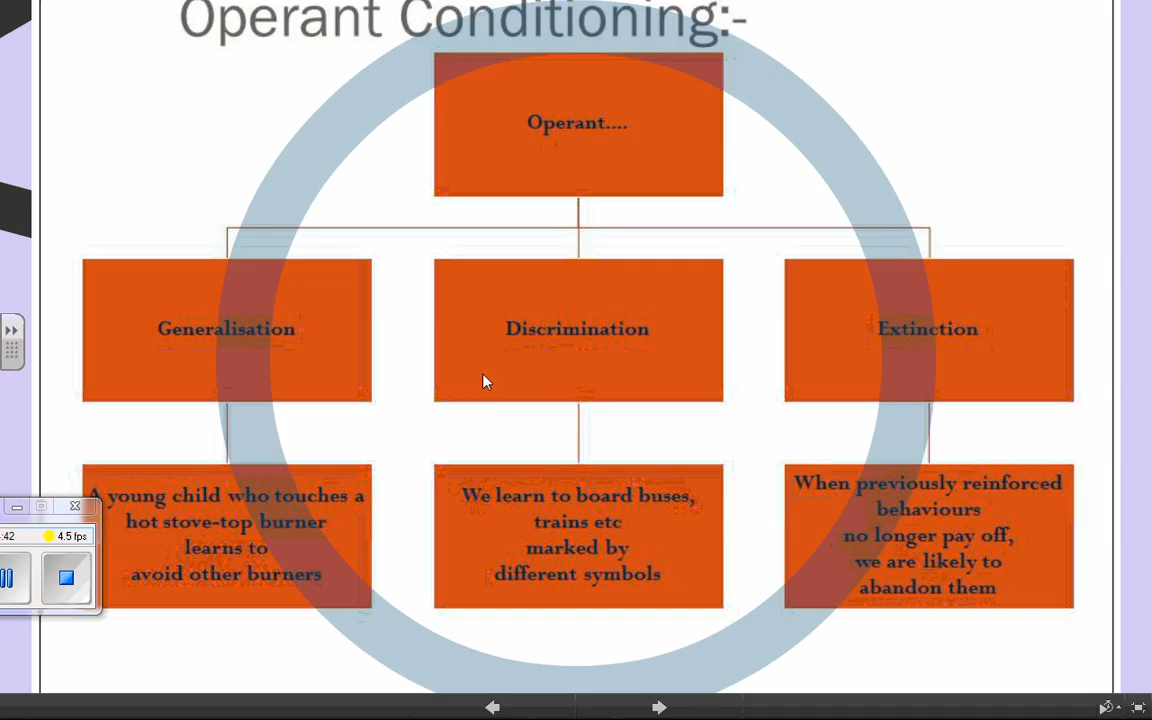 Operant Conditioning:-
Operant....
Generalisation
Discrimination
Extinction
A young child who touches a
hot stove-top burner
learns to
avoid other burners
We learn to board buses,
trains etc
marked by
different symbols
When previously reinforced
behaviours
no longer pay off,
we are likely to
abandon them
:42
4.5 fps